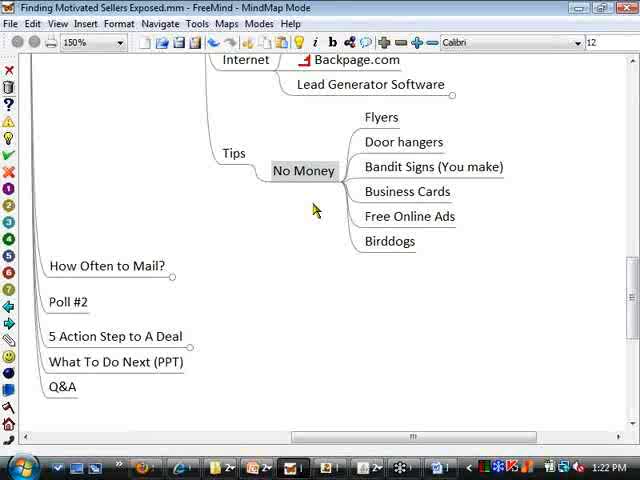 Finding Motivated Sellers Exposed.mm - FreeMind - MindMap Mode
File Edit View Insert Format Navigate Tools Maps Modes Help
150% i b Calibri 12
Internet Backpage.com
Lead Generator Software
Flyers
Tips Door hangers
No Money Bandit Signs (You make)
Business Cards
Free Online Ads
Birddogs
How Often to Mail?
Poll #2
5 Action Step to A Deal
What To Do Next (PPT)
Q&A
1:22 PM